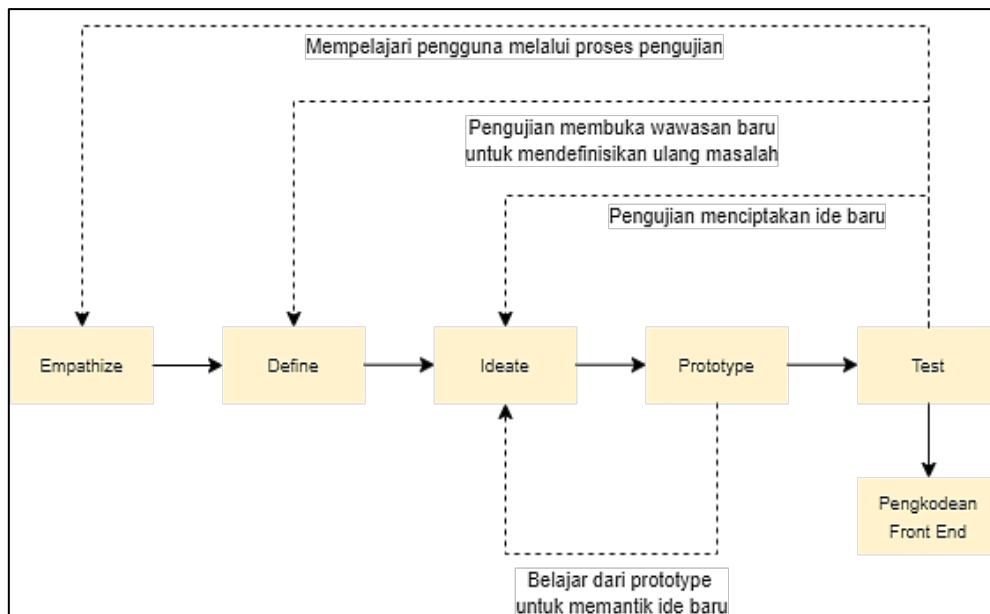 Mempelajari pengguna melalui proses pengujian
Pengujian membuka wawasan baru
untuk mendefinisikan ulang masalah
Pengujian menciptakan ide baru
Empathize
Define
Ideate
Prototype
Test
Pengkodean
Front End
Belajar dari prototype
untuk memantik ide baru